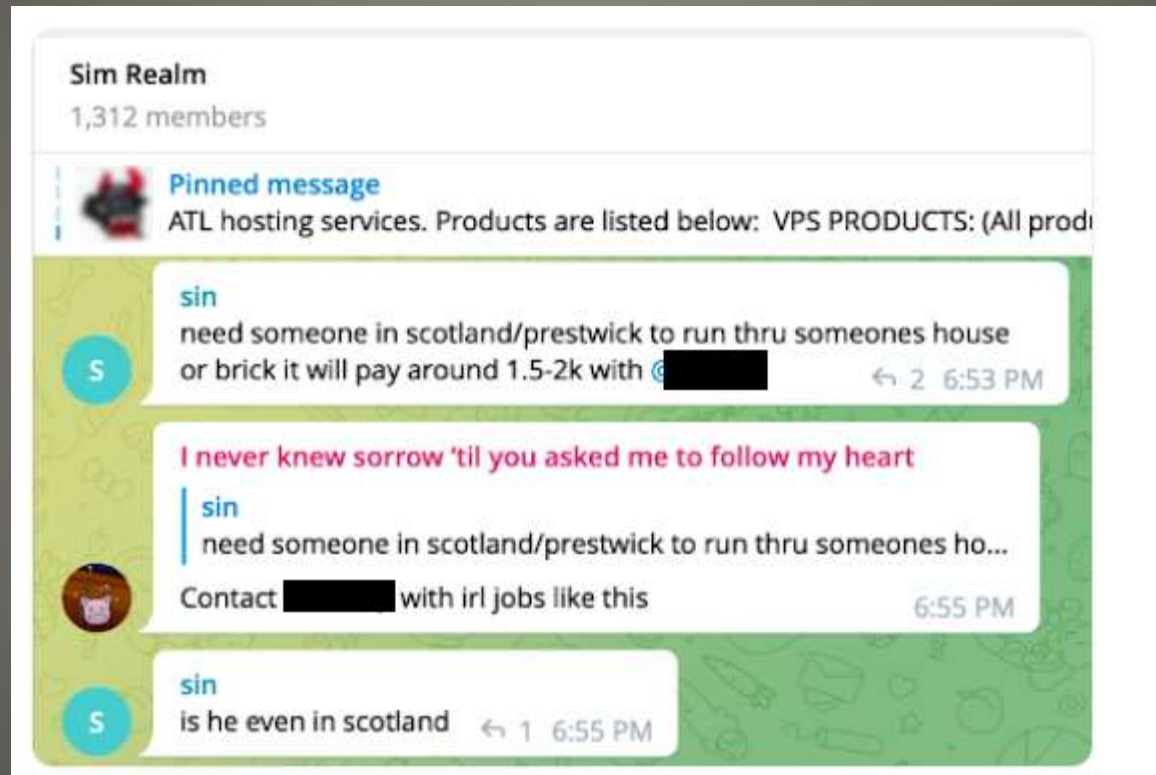 Sim Realm
1,312 members
Pinned message
ATL hosting services. Products are listed below: VPS PRODUCTS: (All
sin
need someone in scotland/prestwick to run thru someones house
or brick it will pay around 1.5-2k with @
2 6:53 PM
S
I never knew sorrow 'til you asked me to follow my heart
sin
need someone in scotland/prestwick to run thru someones ho...
Contact with irl jobs like this
6:55 PM
sin
is he even in scotland 1 6:55 PM
S